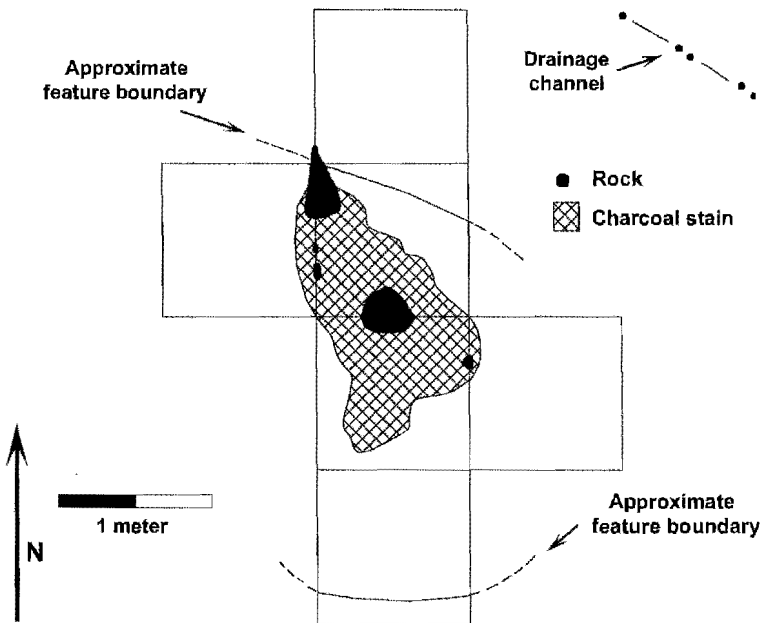 Approximate
feature boundary
Drainage
channel
Rock
Charcoal stain
1 meter
N
Approximate
feature boundary